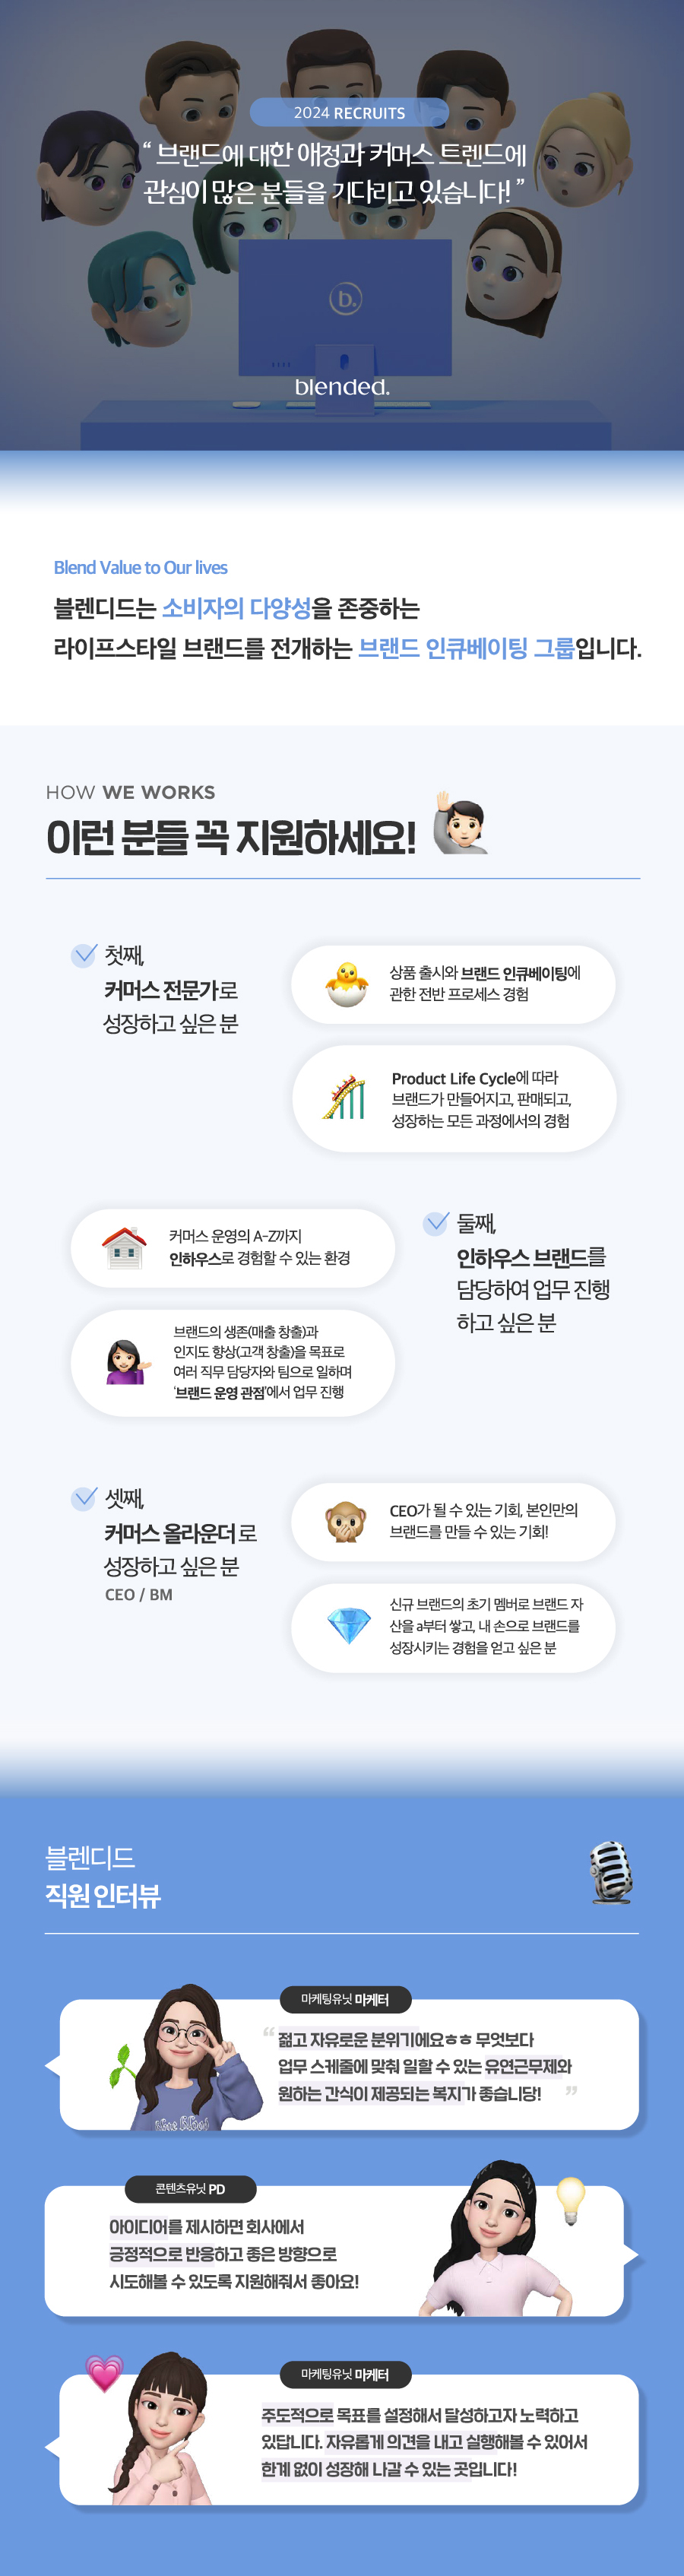 2024 RECRUITS
“ 브랜드에 대한 애정과 커머스 트렌드에
관심이 많은 분들을 기다리고 있습니다! ”
b.
blended.
Blend Value to Our lives
블렌디드는 소비자의 다양성을 존중하는
라이프스타일 브랜드를 전개하는 브랜드 인큐베이팅 그룹입니다.
HOW WE WORKS
이런 분들 꼭 지원하세요!
첫째,
커머스 전문가로
성장하고 싶은 분
상품 출시와 브랜드 인큐베이팅에
관한 전반 프로세스 경험
Product Life Cycle에 따라
브랜드가 만들어지고, 판매되고,
성장하는 모든 과정에서의 경험
둘째,
인하우스 브랜드를
담당하여 업무 진행
하고 싶은 분
커머스 운영의 A-Z까지
인하우스로 경험할 수 있는 환경
브랜드의 생존(매출 창출)과
인지도 향상(고객 창출)을 목표로
여러 직무 담당자와 팀으로 일하며
‘브랜드 운영 관점’에서 업무 진행
셋째,
커머스 올라운더 로
성장하고 싶은 분
CEO / BM
CEO가 될 수 있는 기회, 본인만의
브랜드를 만들 수 있는 기회!
신규 브랜드의 초기 멤버로 브랜드 자
산을 a부터 쌓고, 내 손으로 브랜드를
성장시키는 경험을 얻고 싶은 분
블렌디드
직원 인터뷰
마케팅유닛 마케터
“ 젊고 자유로운 분위기에요ㅎㅎ 무엇보다
업무 스케줄에 맞춰 일할 수 있는 유연근무제와
원하는 간식이 제공되는 복지가 좋습니당! ”
콘텐츠유닛 PD
아이디어를 제시하면 회사에서
긍정적으로 반응하고 좋은 방향으로
시도해볼 수 있도록 지원해줘서 좋아요!
마케팅유닛 마케터
주도적으로 목표를 설정해서 달성하고자 노력하고
있답니다. 자유롭게 의견을 내고 실행해볼 수 있어서
한계 없이 성장해 나갈 수 있는 곳입니다!